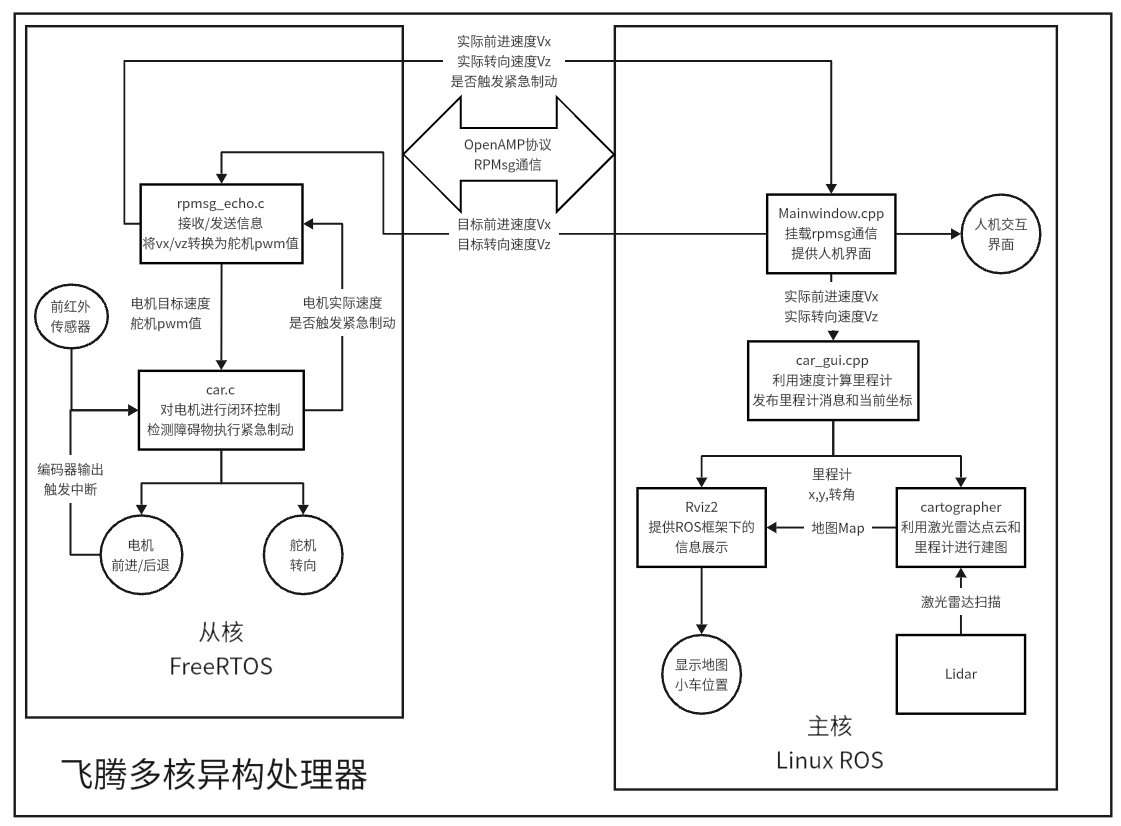 实际前进速度Vx
实际转向速度Vz
是否触发紧急制动
OpenAMP协议
RPMsg通信
目标前进速度Vx
目标转向速度Vz
rpmsg_echo.c
接收/发送信息
将vx/vz转换为舵机pwm值
前红外
传感器
电机目标速度
舵机pwm值
电机实际速度
是否触发紧急制动
car.c
对电机进行闭环控制
检测障碍物执行紧急制动
编码器输出
触发中断
电机
前进/后退
舵机
转向
从核
FreeRTOS
Mainwindow.cpp
挂载rpmsg通信
提供人机界面
人机交互
界面
实际前进速度Vx
实际转向速度Vz
car_gui.cpp
利用速度计算里程计
发布里程计消息和当前坐标
里程计
x,y,转角
Rviz2
提供ROS框架下的
信息展示
地图Map
cartographer
利用激光雷达点云和
里程计进行建图
激光雷达扫描
显示地图
小车位置
Lidar
主核
Linux ROS
飞腾多核异构处理器